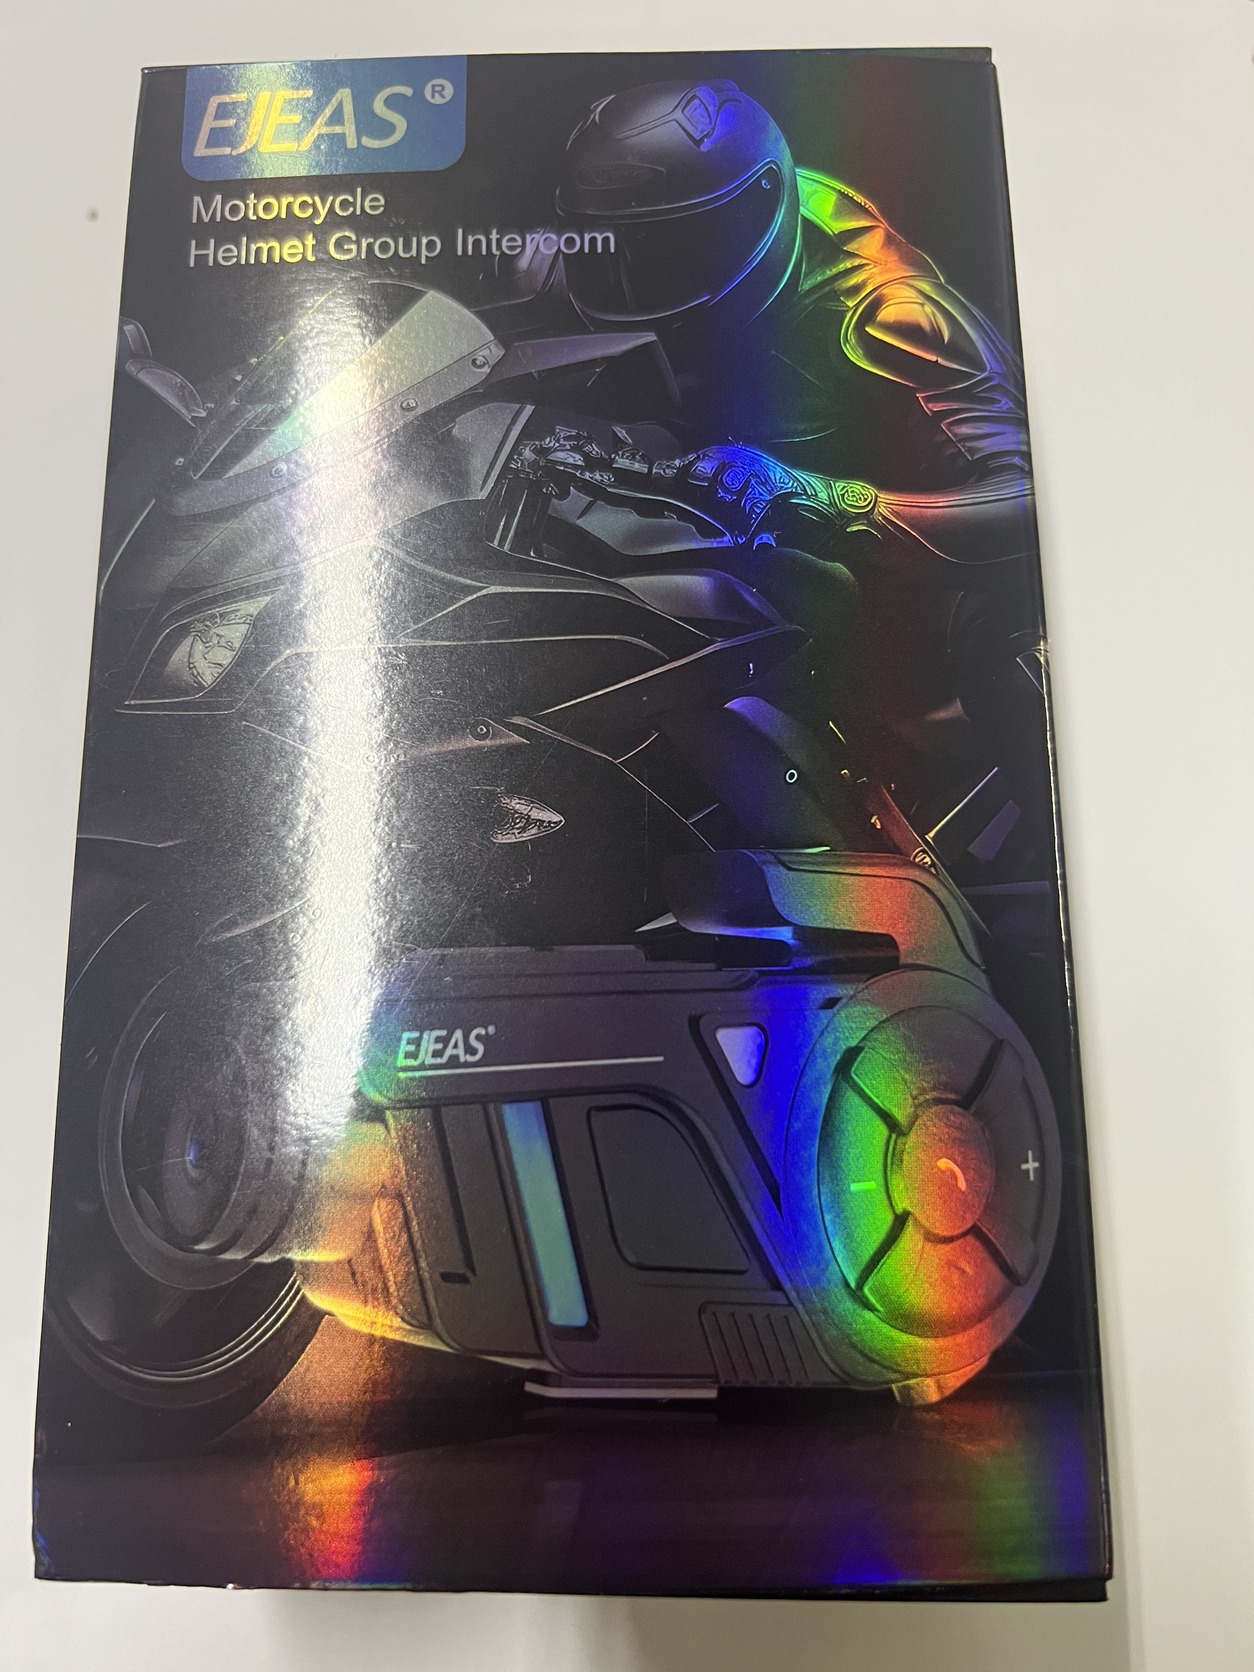 EJEAS®
Motorcycle
Helmet Group Intercom
EJEAS®
- +